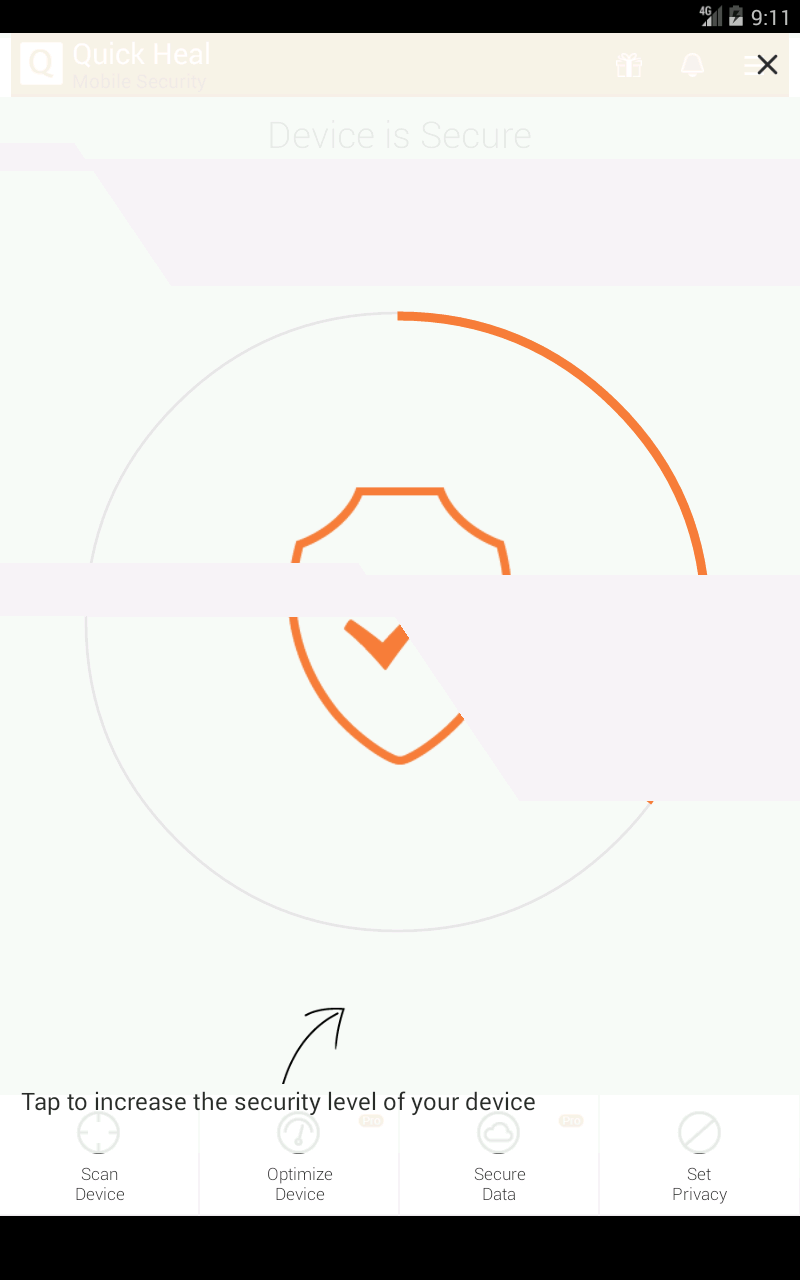 4G 9:11
Q Quick Heal
Mobile Security
Device is Secure
Tap to increase the security level of your device
Pro
Pro
Scan
Device
Optimize
Device
Secure
Data
Set
Privacy